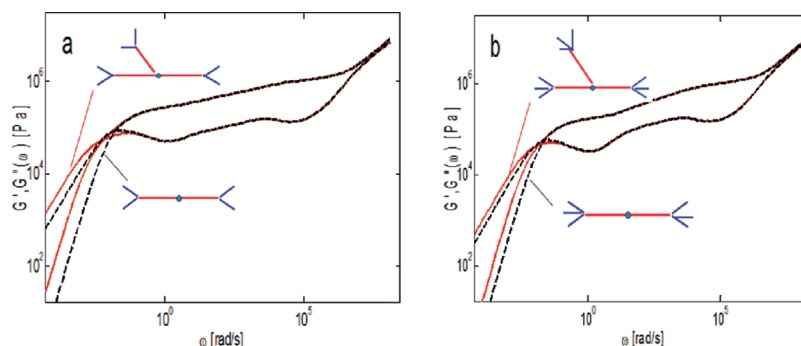 a
10⁶
10⁴
10²
G',G''(ω) [Pa]
10⁰
10⁵
ω [rad/s]
b
10⁶
10⁴
10²
G',G''(ω) [Pa]
10⁰
10⁵
ω [rad/s]